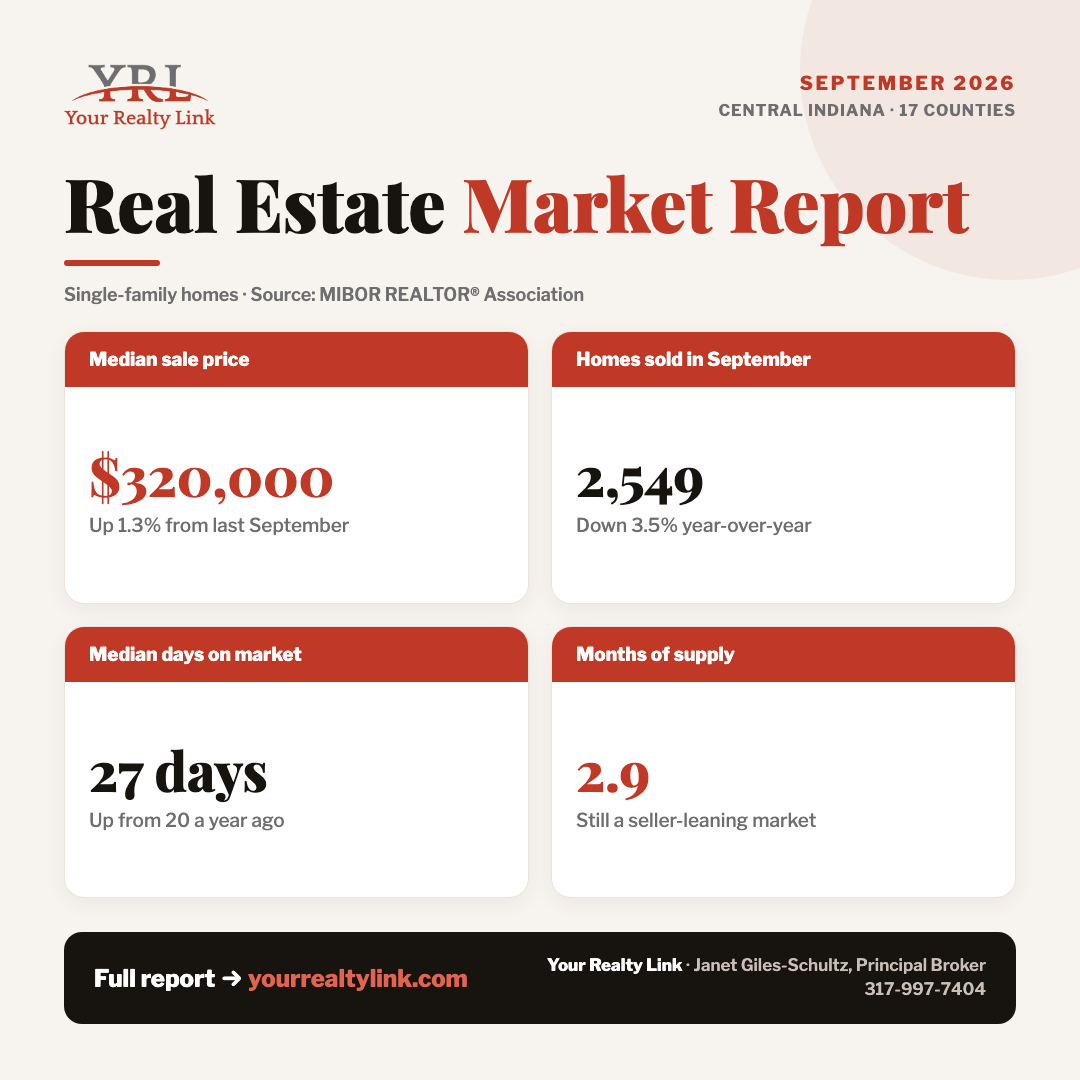 YRL
Your Realty Link
SEPTEMBER 2026
CENTRAL INDIANA · 17 COUNTIES
Real Estate Market Report
Single-family homes · Source: MIBOR REALTOR® Association
Median sale price
$320,000
Up 1.3% from last September
Homes sold in September
2,549
Down 3.5% year-over-year
Median days on market
27 days
Up from 20 a year ago
Months of supply
2.9
Still a seller-leaning market
Full report → yourrealtylink.com
Your Realty Link · Janet Giles-Schultz, Principal Broker
317-997-7404